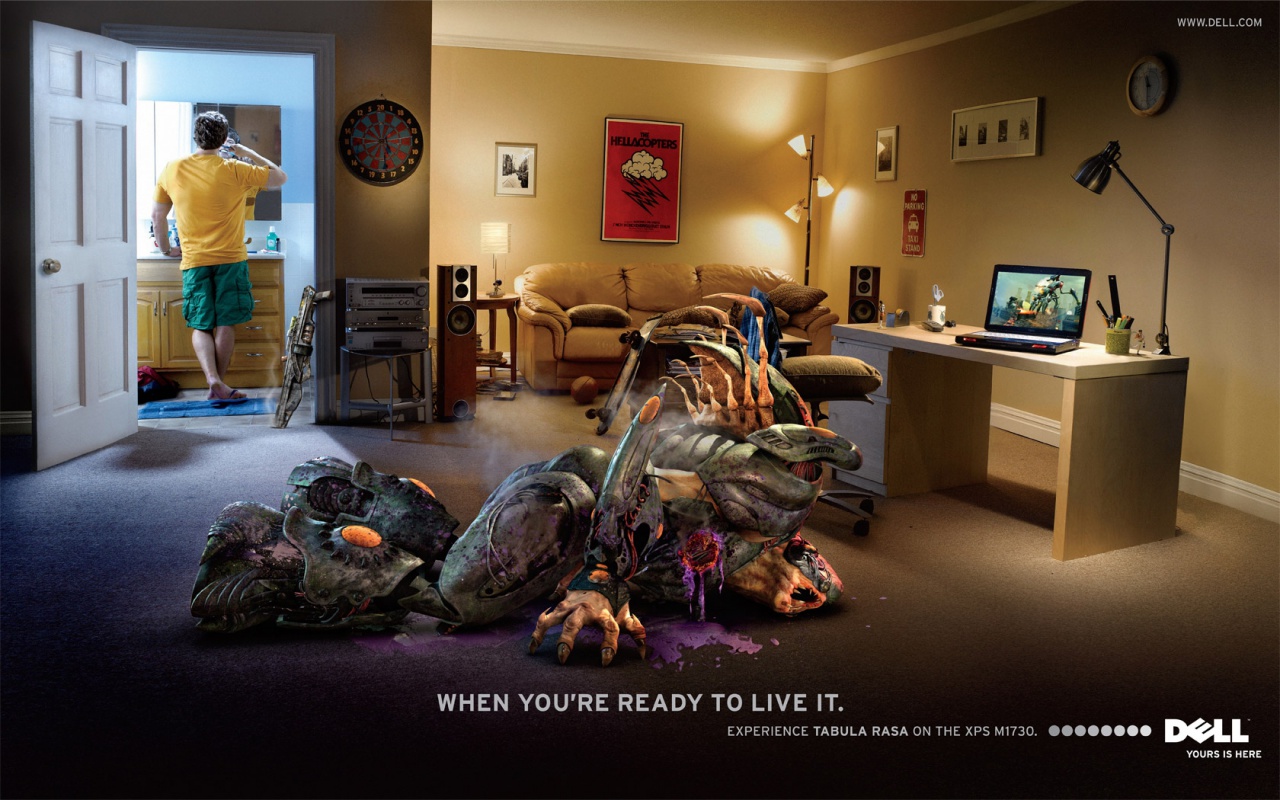 WWW.DELL.COM
THE
HELLACOPTERS
NO
PARKING
TAXI
STAND
WHEN YOU'RE READY TO LIVE IT.
EXPERIENCE TABULA RASA ON THE XPS M1730.
DELL
YOURS IS HERE